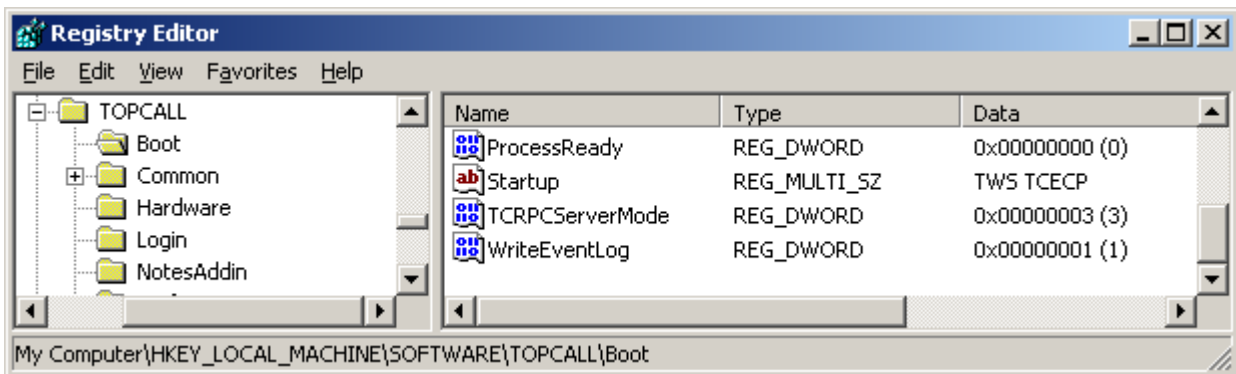 Registry Editor
File Edit View Favorites Help
TOPCALL
Boot
Common
Hardware
Login
NotesAddin
Name Type Data
ProcessReady REG_DWORD 0x00000000 (0)
Startup REG_MULTI_SZ TWS TCECP
TCRPCServerMode REG_DWORD 0x00000003 (3)
WriteEventLog REG_DWORD 0x00000001 (1)
My Computer\HKEY_LOCAL_MACHINE\SOFTWARE\TOPCALL\Boot